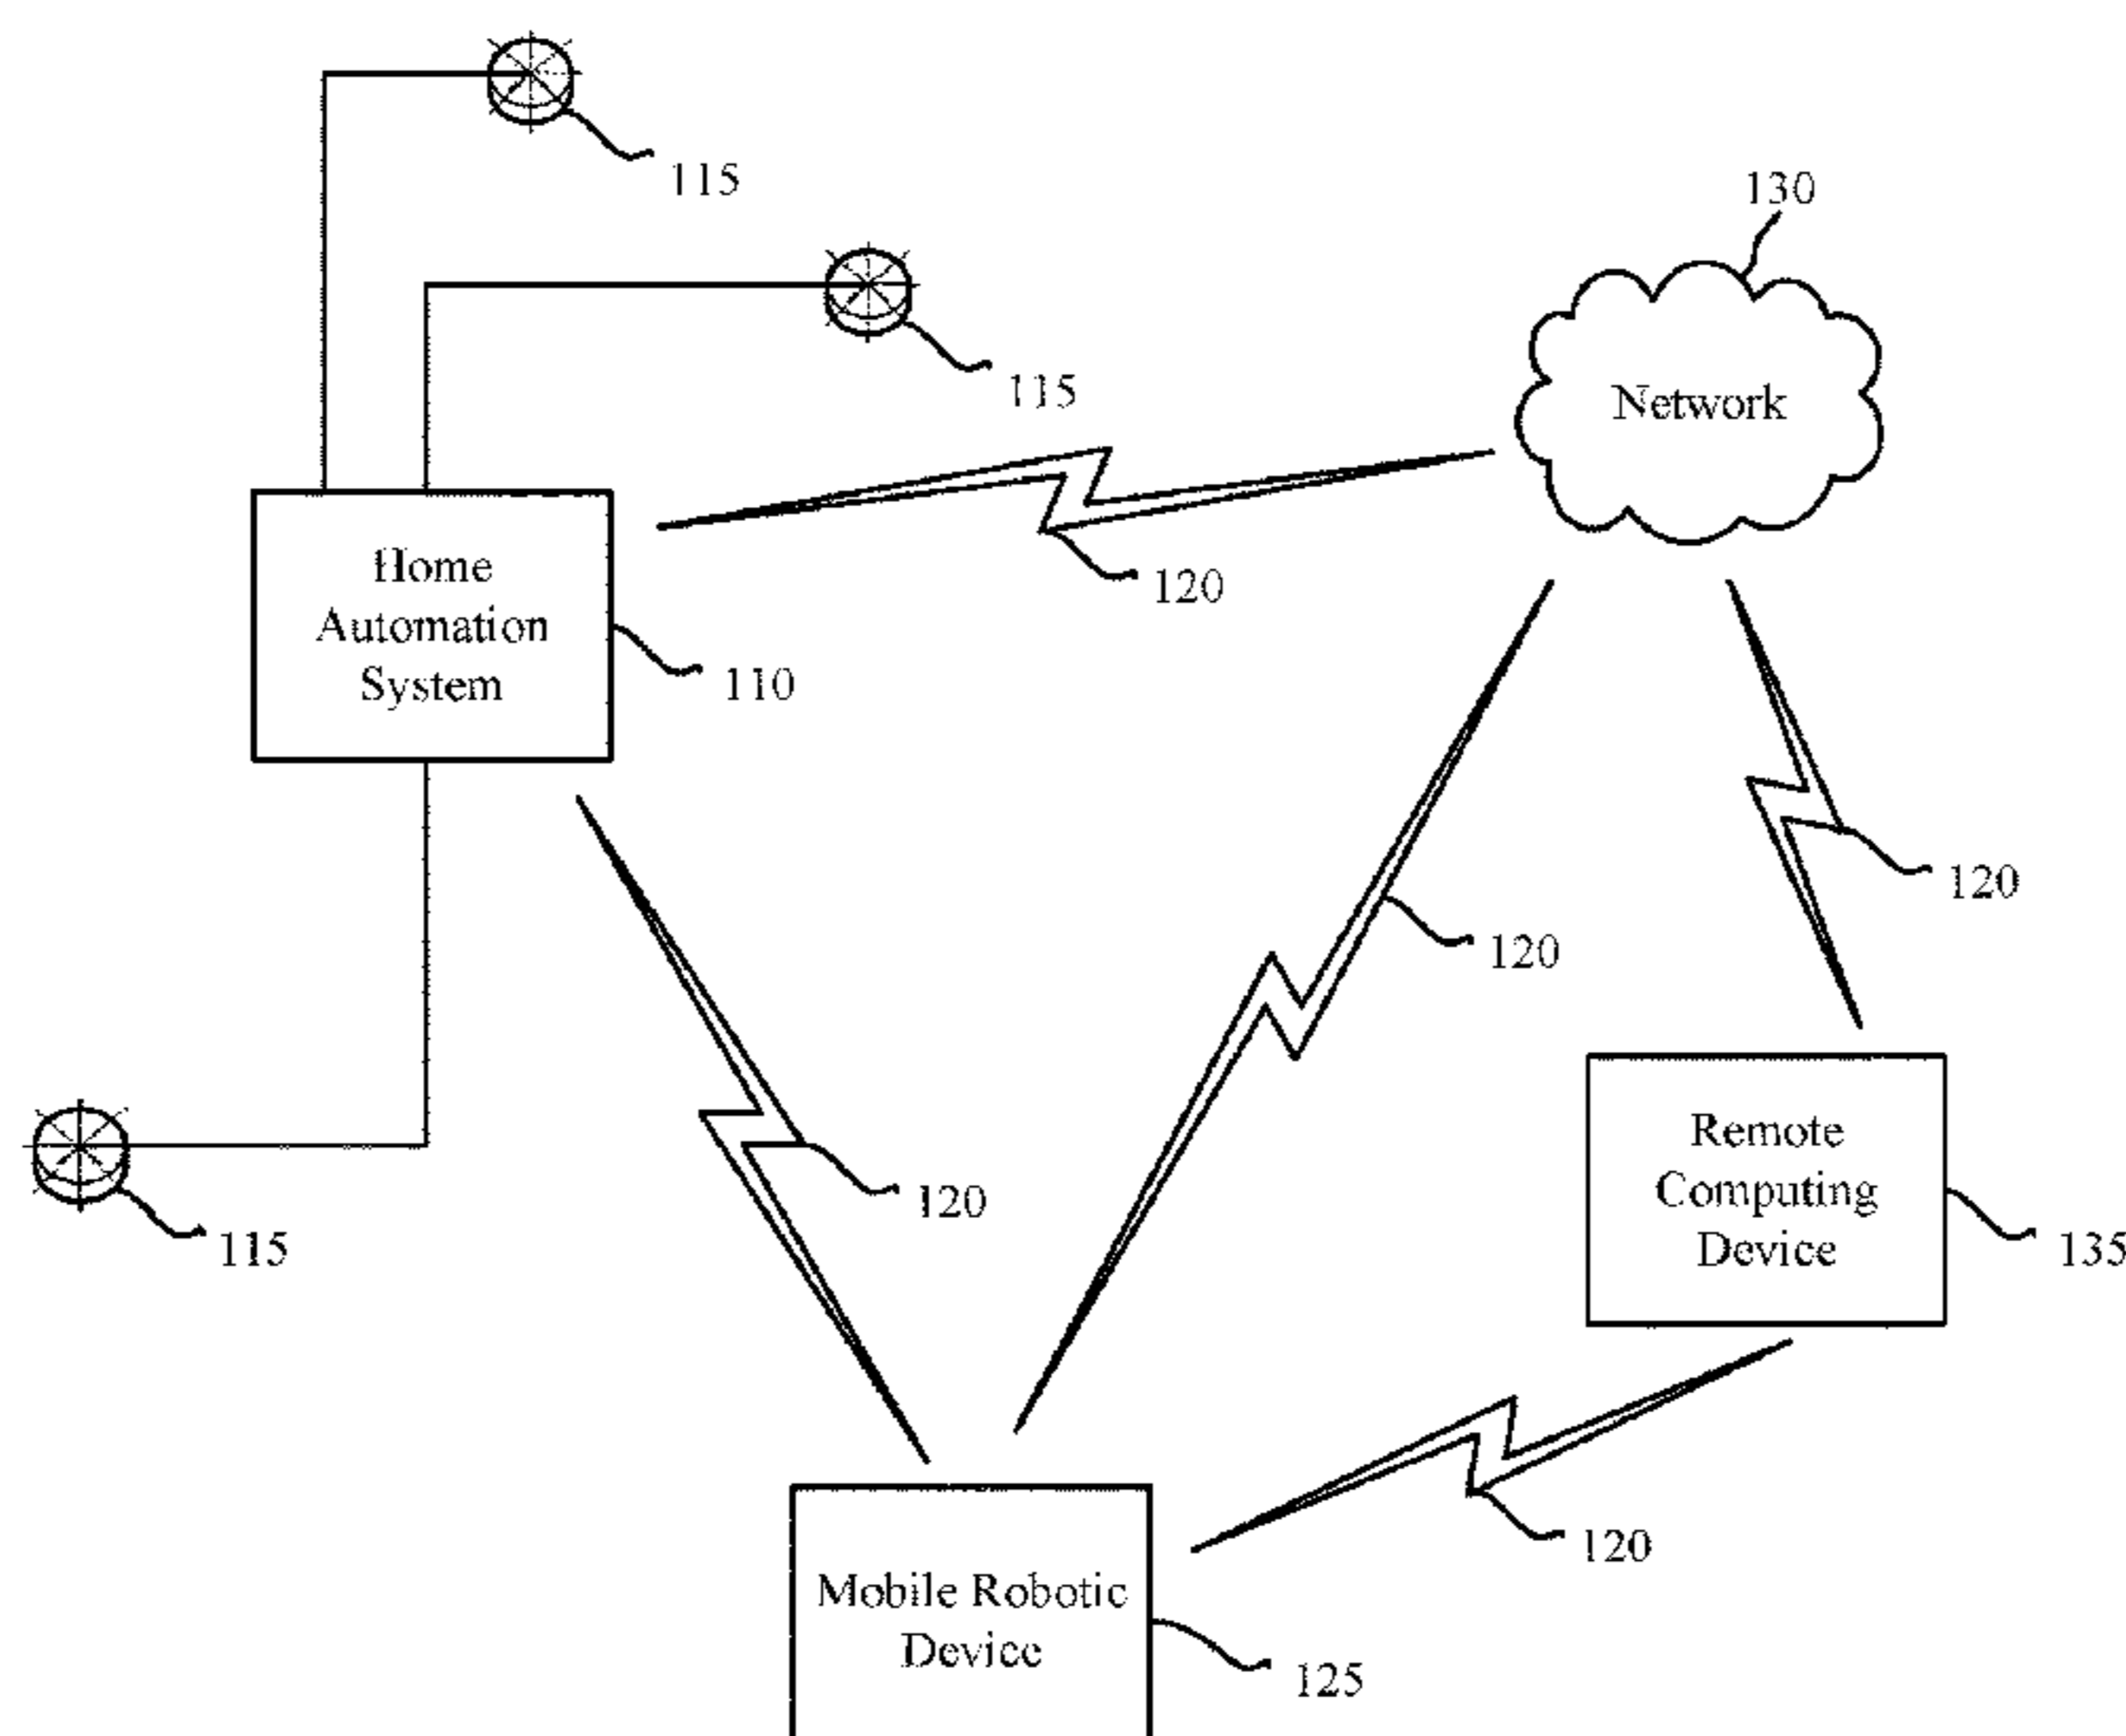 115
130
115
Network
Home
Automation
System
120
110
120
120
Remote
Computing
Device
135
120
115
120
Mobile Robotic
Device
125